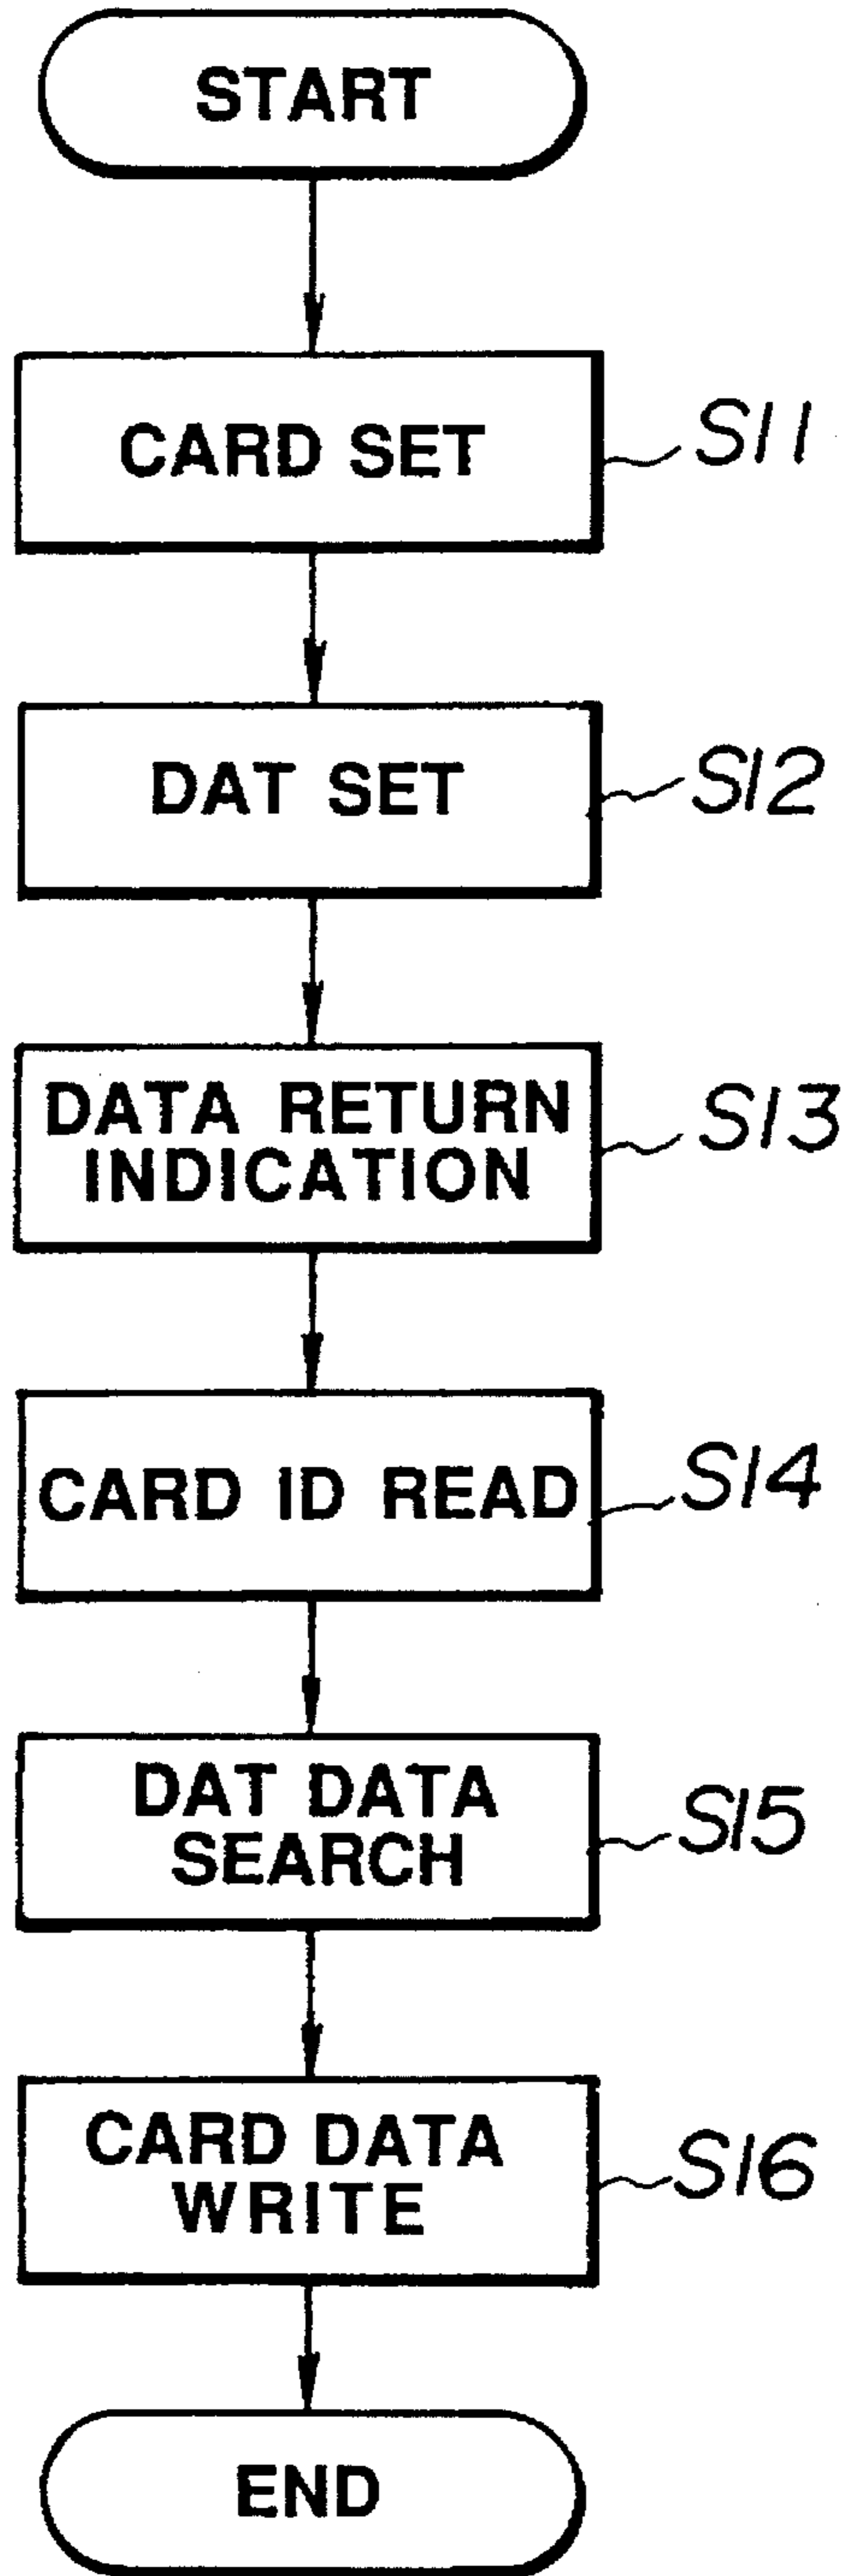 START
CARD SET
S11
DAT SET
S12
DATA RETURN
INDICATION
S13
CARD ID READ
S14
DAT DATA
SEARCH
S15
CARD DATA
WRITE
S16
END